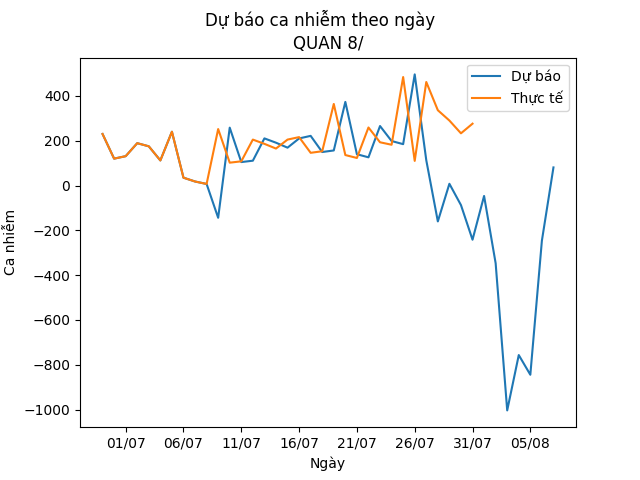 Dự báo ca nhiễm theo ngày
QUAN 8/
Dự báo
Thực tế
Ca nhiễm
400
200
0
−200
−400
−600
−800
−1000
01/07 06/07 11/07 16/07 21/07 26/07 31/07 05/08
Ngày